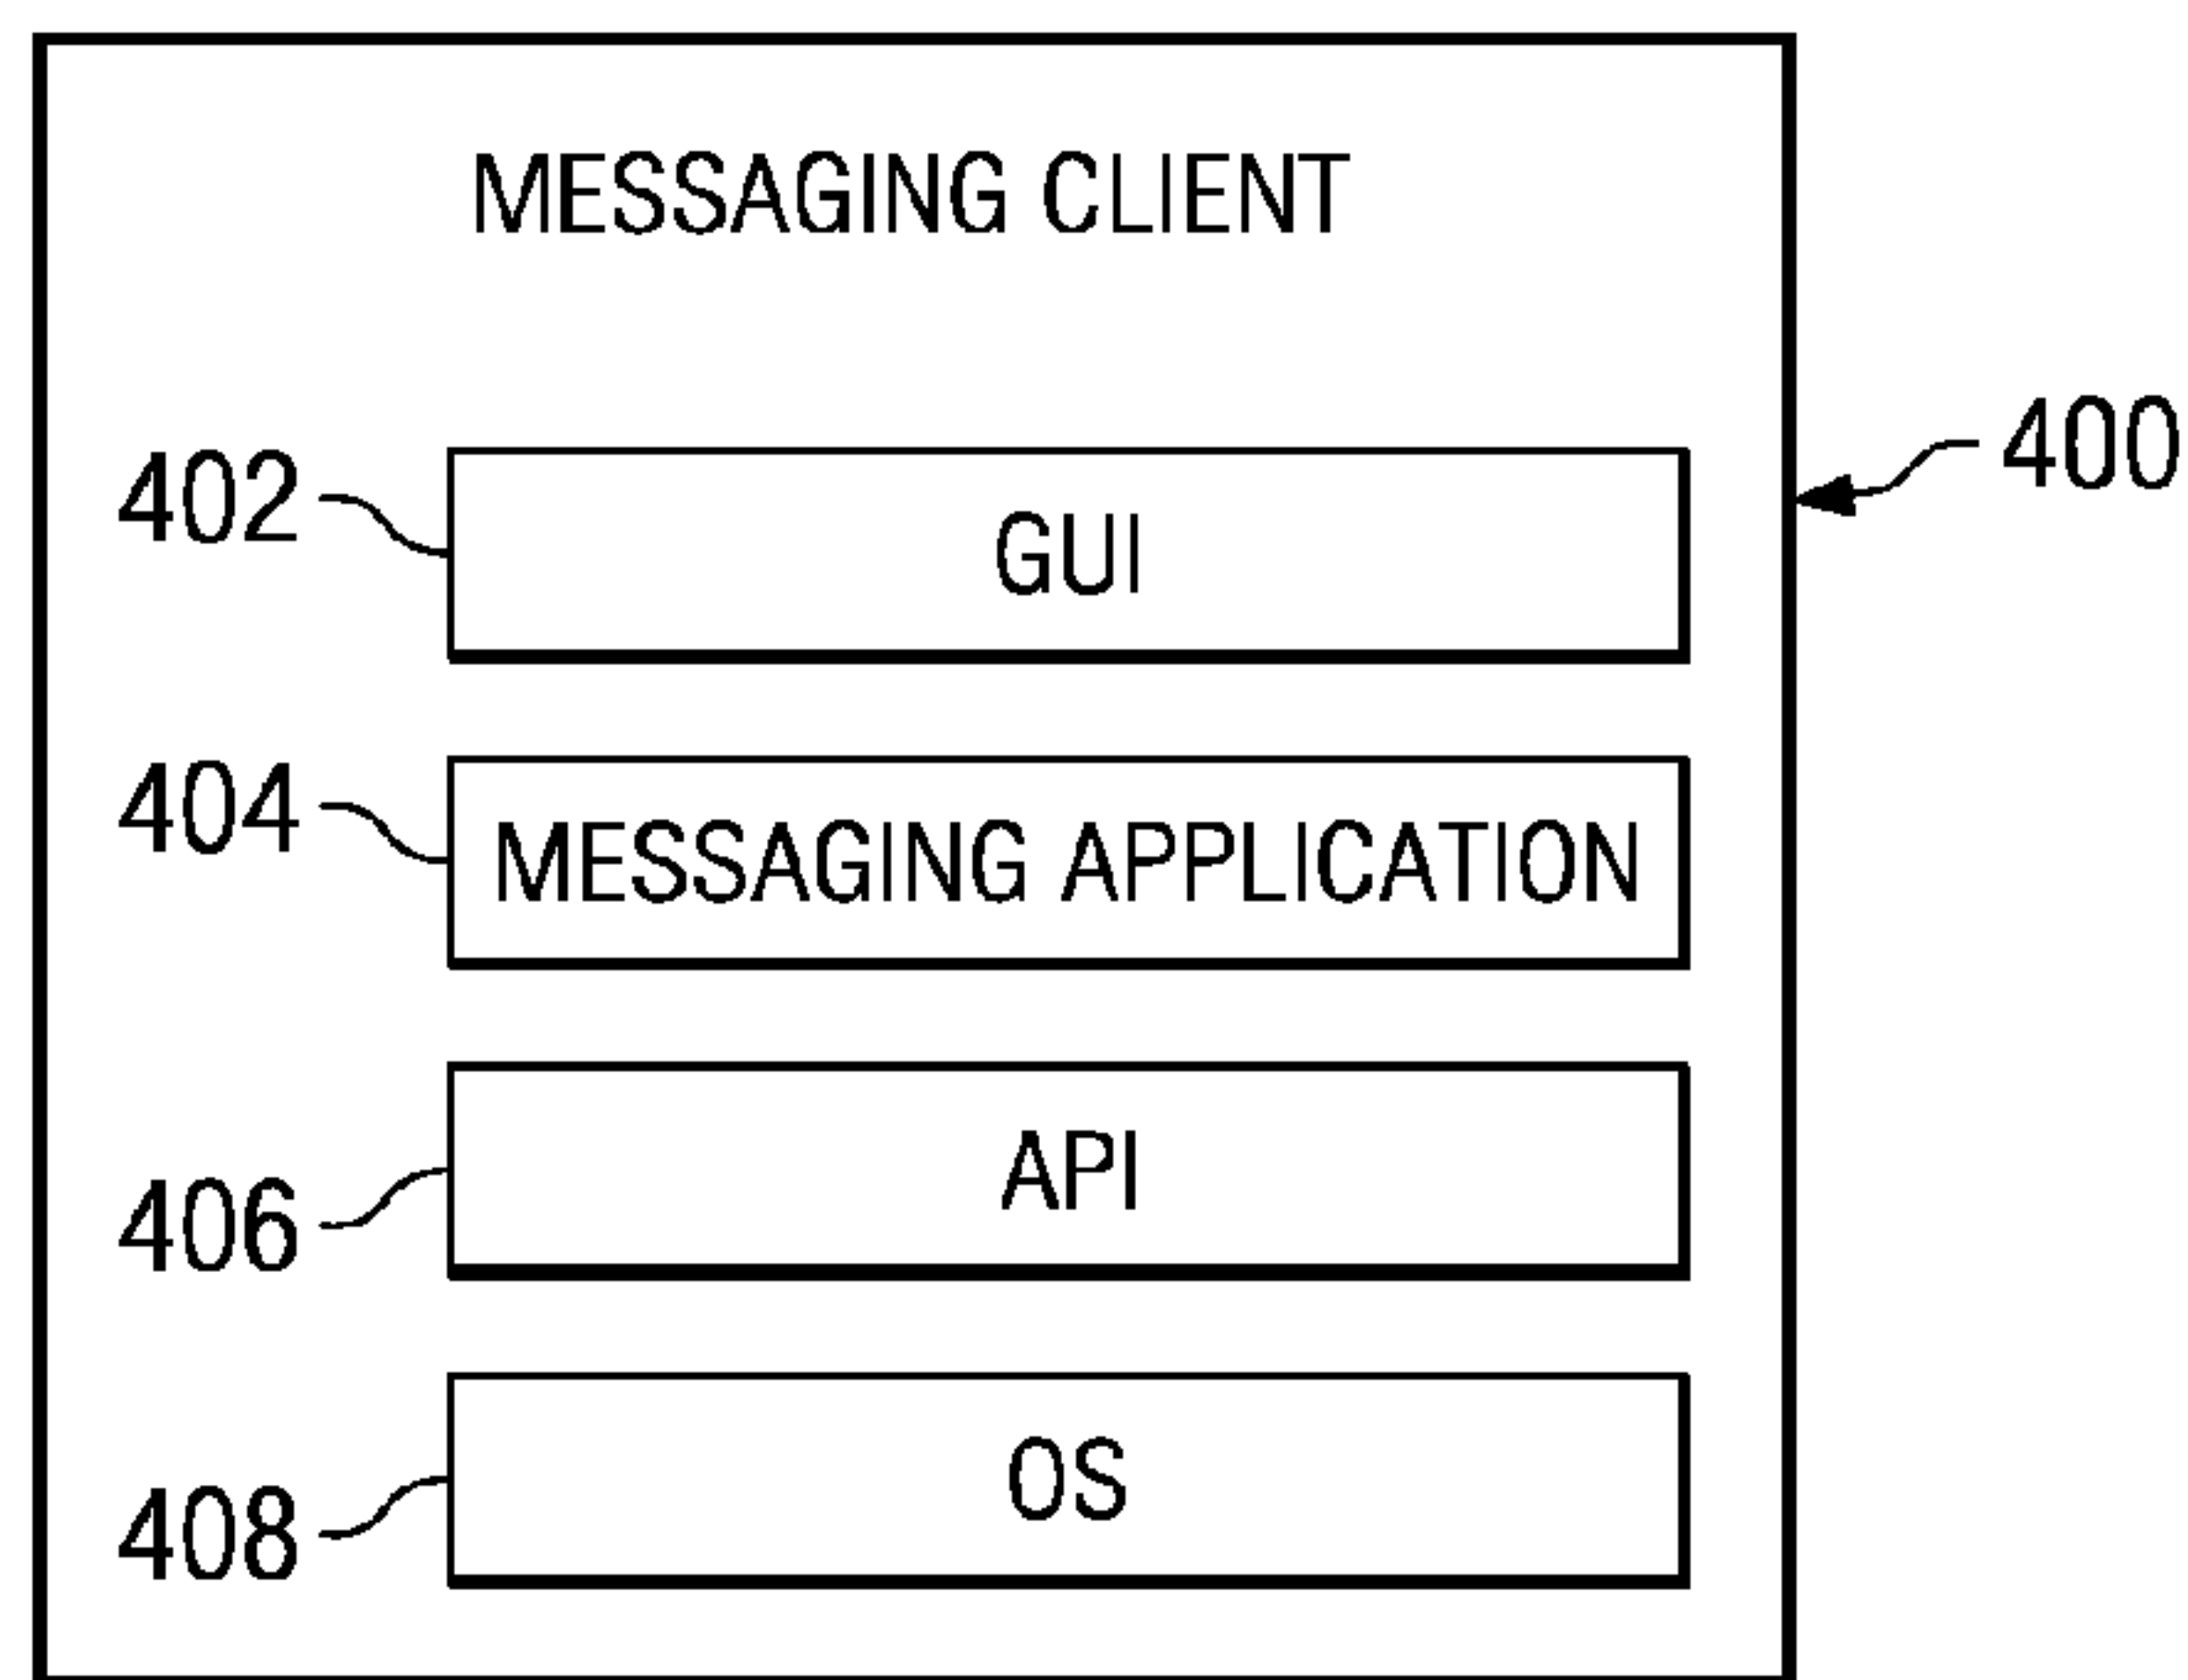 MESSAGING CLIENT
400
402
GUI
404
MESSAGING APPLICATION
406
API
408
OS